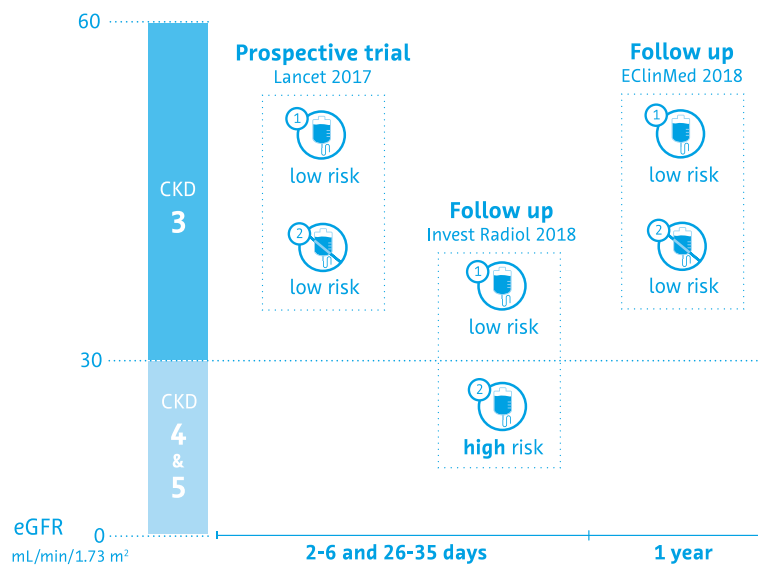 60
Prospective trial
Lancet 2017
1
low risk
2
low risk
Follow up
Invest Radiol 2018
1
low risk
2
high risk
Follow up
EClinMed 2018
1
low risk
2
low risk
CKD
3
30
CKD
4
&
5
eGFR
mL/min/1.73 m²
0
2-6 and 26-35 days
1 year